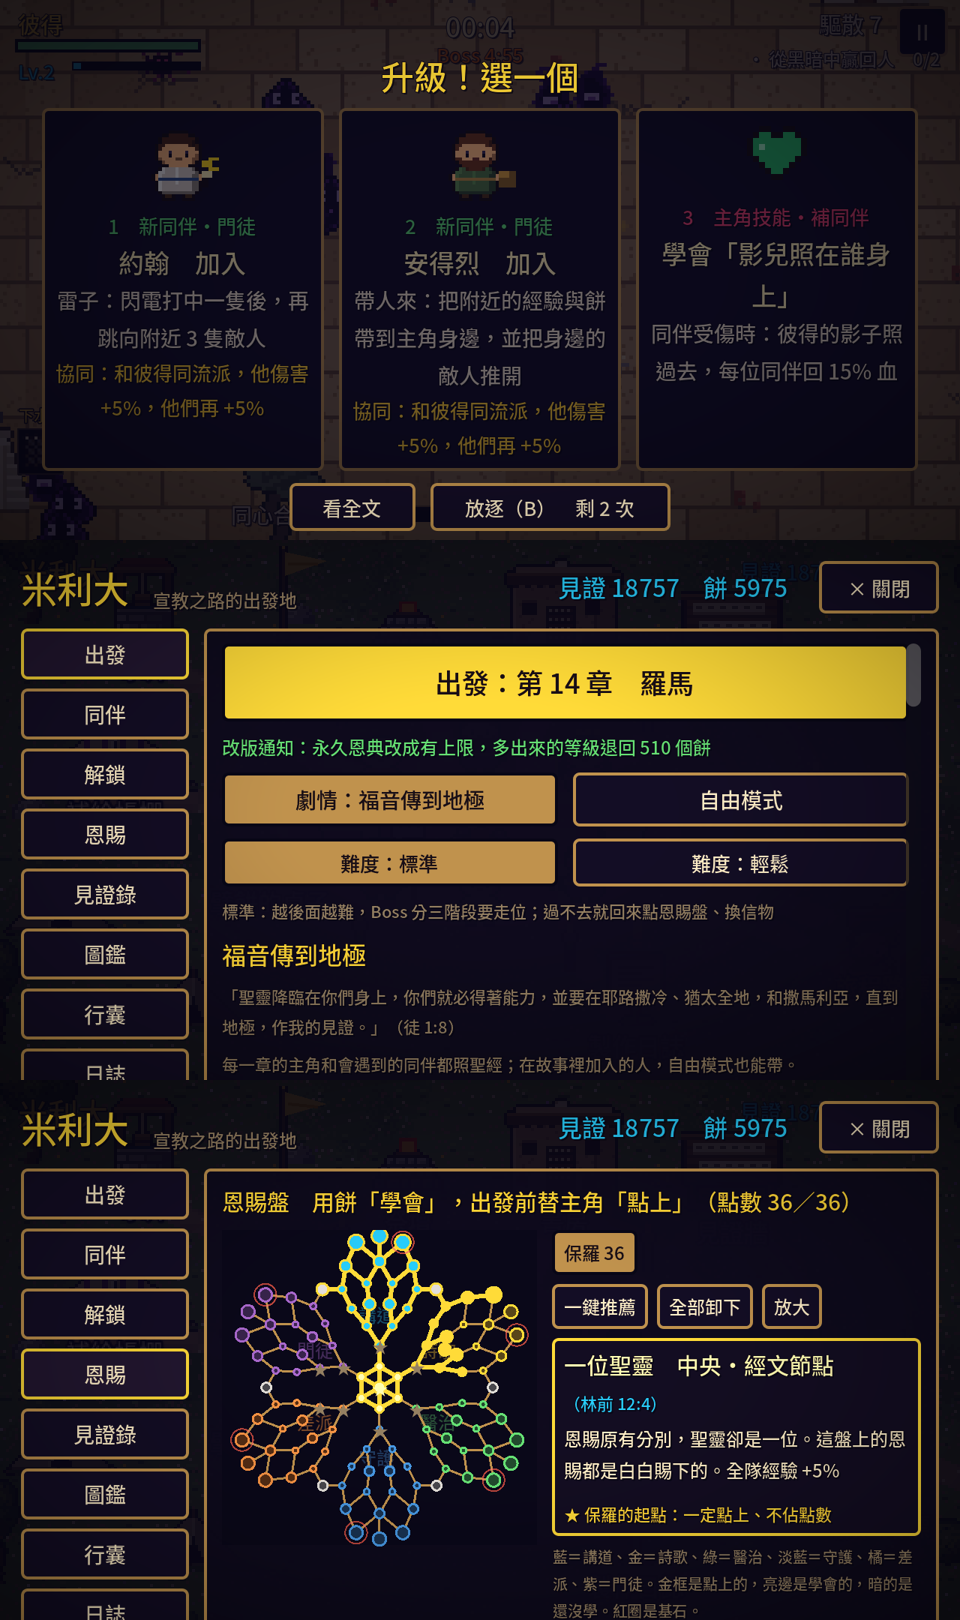 彼得
00:04
驅散 7
Lv.2
Boss 4:55
· 從黑暗中贏回人 0/2
升級！選一個
1 新同伴・門徒
約翰 加入
雷子：閃電打中一隻後，再
跳向附近 3 隻敵人
協同：和彼得同流派，他傷害
+5%，他們再 +5%
2 新同伴・門徒
安得烈 加入
帶人來：把附近的經驗與餅
帶到主角身邊，並把身邊的
敵人推開
協同：和彼得同流派，他傷害
+5%，他們再 +5%
3 主角技能・補同伴
學會「影兒照在誰身
上」
同伴受傷時：彼得的影子照
過去，每位同伴回 15% 血
同心合
看全文
放逐（B） 剩 2 次
米利大
宣教之路的出發地
見證 18757 餅 5975
× 關閉
出發
同伴
解鎖
恩賜
見證錄
圖鑑
行囊
日誌
出發：第 14 章 羅馬
改版通知：永久恩典改成有上限，多出來的等級退回 510 個餅
劇情：福音傳到地極
自由模式
難度：標準
難度：輕鬆
標準：越後面越難，Boss 分三階段要走位；過不去就回來點恩賜盤、換信物
福音傳到地極
「聖靈降臨在你們身上，你們就必得著能力，並要在耶路撒冷、猶太全地，和撒馬利亞，直到
地極，作我的見證。」（徒 1:8）
每一章的主角和會遇到的同伴都照聖經；在故事裡加入的人，自由模式也能帶。
米利大
宣教之路的出發地
見證 18757 餅 5975
× 關閉
出發
同伴
解鎖
恩賜
見證錄
圖鑑
行囊
日誌
恩賜盤 用餅「學會」，出發前替主角「點上」（點數 36／36）
門徒
差派
醫治
守護
保羅 36
一鍵推薦
全部卸下
放大
一位聖靈 中央・經文節點
（林前 12:4）
恩賜原有分別，聖靈卻是一位。這盤上的恩
賜都是白白賜下的。全隊經驗 +5%
★ 保羅的起點：一定點上、不佔點數
藍＝講道、金＝詩歌、綠＝醫治、淡藍＝守護、橘＝差
派、紫＝門徒。金框是點上的，亮邊是學會的，暗的是
還沒學。紅圈是基石。